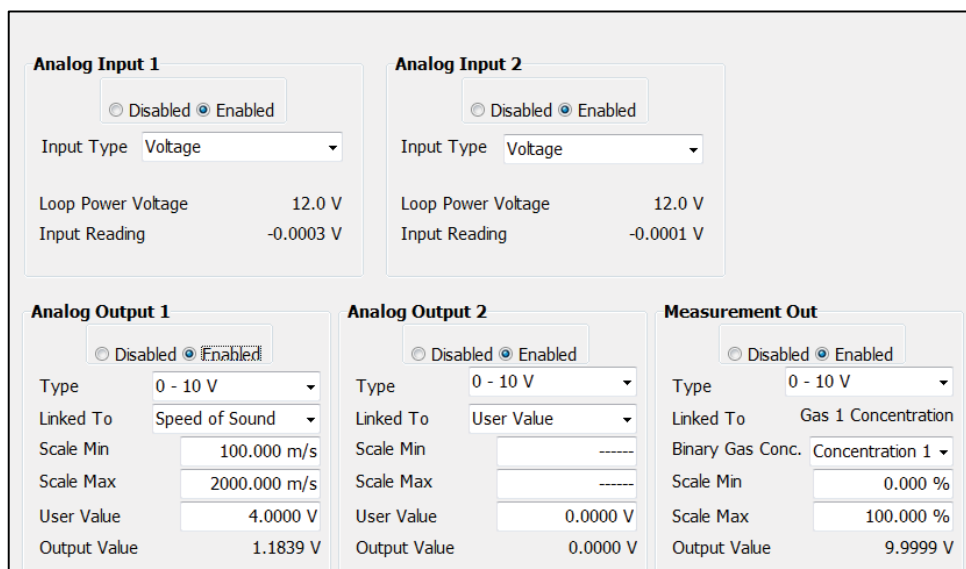 Analog Input 1
Disabled Enabled
Input Type Voltage
Loop Power Voltage 12.0 V
Input Reading -0.0003 V
Analog Input 2
Disabled Enabled
Input Type Voltage
Loop Power Voltage 12.0 V
Input Reading -0.0001 V
Analog Output 1
Disabled Enabled
Type 0 - 10 V
Linked To Speed of Sound
Scale Min 100.000 m/s
Scale Max 2000.000 m/s
User Value 4.0000 V
Output Value 1.1839 V
Analog Output 2
Disabled Enabled
Type 0 - 10 V
Linked To User Value
Scale Min ------
Scale Max ------
User Value 0.0000 V
Output Value 0.0000 V
Measurement Out
Disabled Enabled
Type 0 - 10 V
Linked To Gas 1 Concentration
Binary Gas Conc. Concentration 1
Scale Min 0.000 %
Scale Max 100.000 %
Output Value 9.9999 V